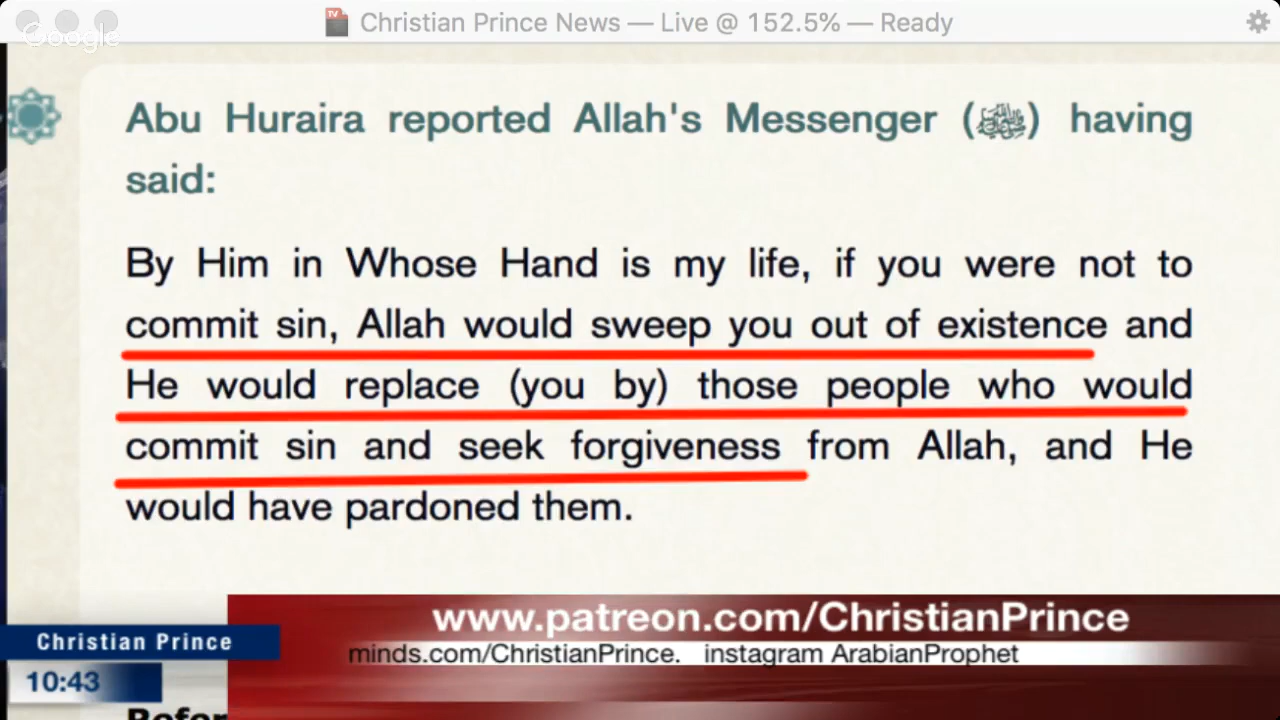 Christian Prince News — Live @ 152.5% — Ready
Google
Abu Huraira reported Allah's Messenger (ﷺ) having
said:
By Him in Whose Hand is my life, if you were not to
commit sin, Allah would sweep you out of existence and
He would replace (you by) those people who would
commit sin and seek forgiveness from Allah, and He
would have pardoned them.
www.patreon.com/ChristianPrince
Christian Prince
minds.com/ChristianPrince. instagram ArabianProphet
10:43